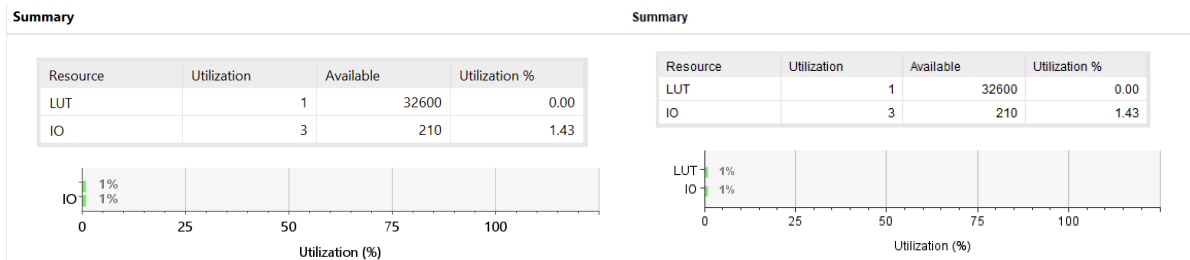 Summary
Resource Utilization Available Utilization %
LUT 1 32600 0.00
IO 3 210 1.43
1%
IO 1%
0 25 50 75 100
Utilization (%)
Summary
Resource Utilization Available Utilization %
LUT 1 32600 0.00
IO 3 210 1.43
LUT 1%
IO 1%
0 25 50 75 100
Utilization (%)